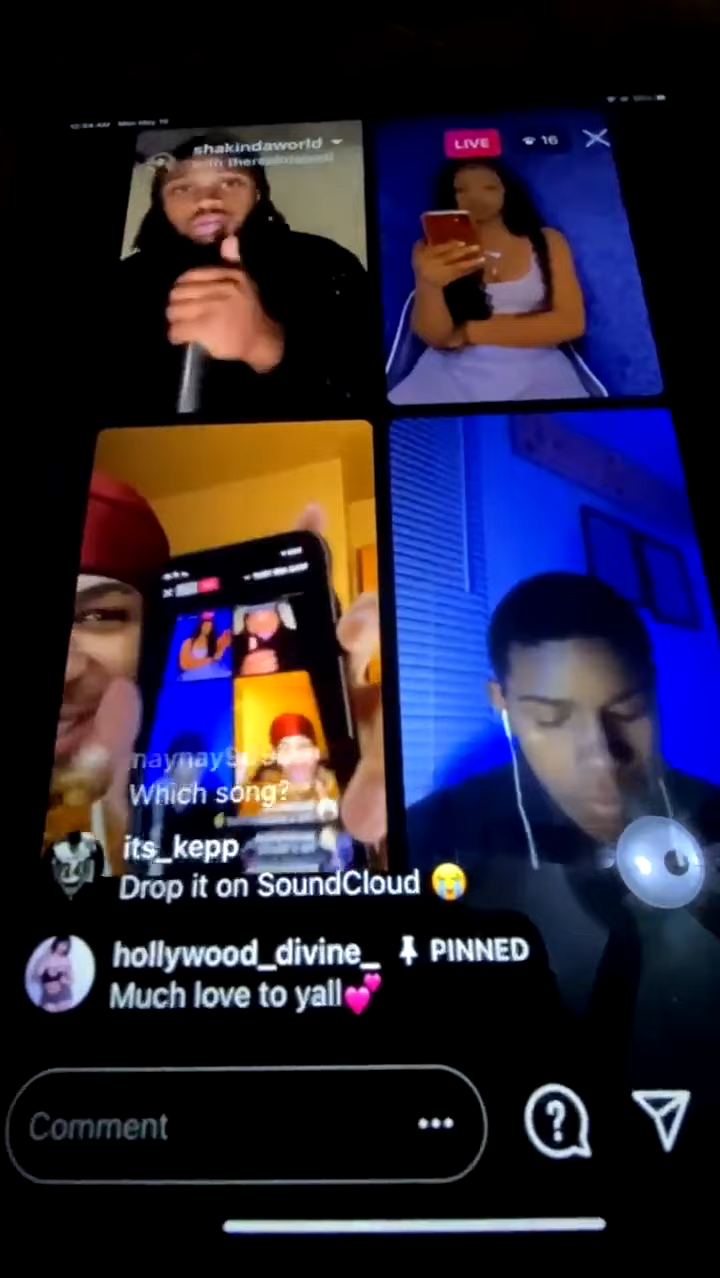 shakindaworld
LIVE
16
Which song?
its_kepp
Drop it on SoundCloud 😭
hollywood_divine_ PINNED
Much love to yall💕
Comment